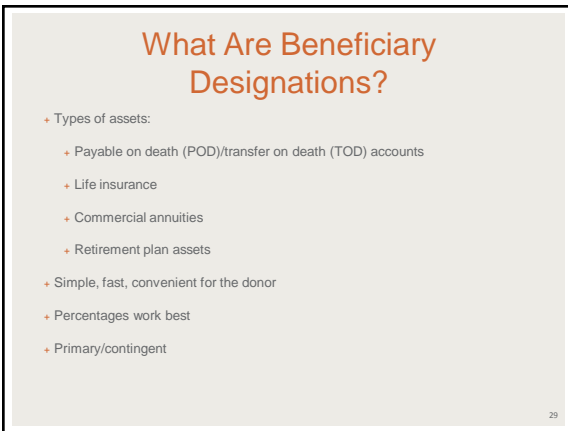 What Are Beneficiary
Designations?
+ Types of assets:
+ Payable on death (POD)/transfer on death (TOD) accounts
+ Life insurance
+ Commercial annuities
+ Retirement plan assets
+ Simple, fast, convenient for the donor
+ Percentages work best
+ Primary/contingent
29